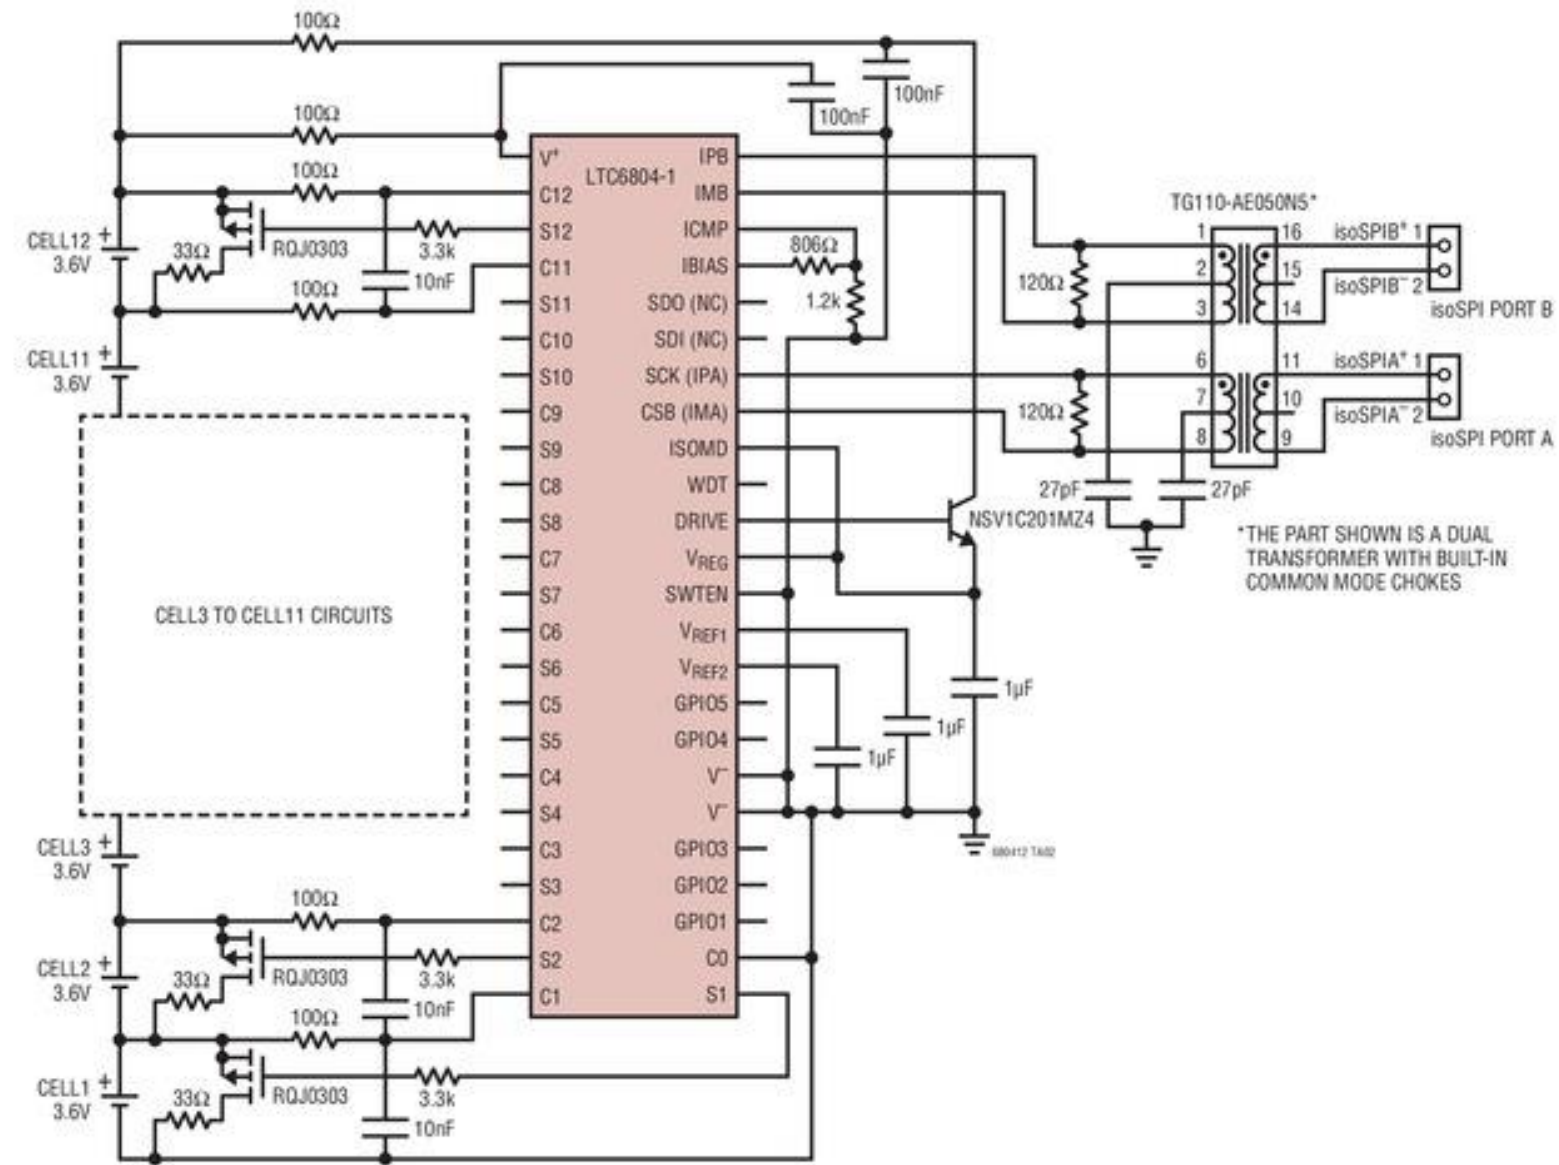 100Ω
100nF
100nF
100Ω
100Ω
CELL12 +
3.6V
33Ω
RQJ0303
3.3k
10nF
100Ω
CELL11 +
3.6V
CELL3 TO CELL11 CIRCUITS
CELL3 +
3.6V
100Ω
CELL2 +
3.6V
33Ω
RQJ0303
3.3k
10nF
100Ω
CELL1 +
3.6V
33Ω
RQJ0303
3.3k
10nF
LTC6804-1
V+
C12
S12
C11
S11
C10
S10
C9
S9
C8
S8
C7
S7
C6
S6
C5
S5
C4
S4
C3
S3
C2
S2
C1
IPB
IMB
ICMP
IBIAS
SDO (NC)
SDI (NC)
SCK (IPA)
CSB (IMA)
ISOMD
WDT
DRIVE
VREG
SWTEN
VREF1
VREF2
GPIO5
GPIO4
V–
V–
GPIO3
GPIO2
GPIO1
C0
S1
806Ω
1.2k
NSV1C201MZ4
1µF
1µF
1µF
680412 TA02
120Ω
120Ω
27pF
27pF
TG110-AE050N5*
1
2
3
6
7
8
16
15
14
11
10
9
isoSPIB+ 1
isoSPIB– 2
isoSPI PORT B
isoSPIA+ 1
isoSPIA– 2
isoSPI PORT A
*THE PART SHOWN IS A DUAL
TRANSFORMER WITH BUILT-IN
COMMON MODE CHOKES